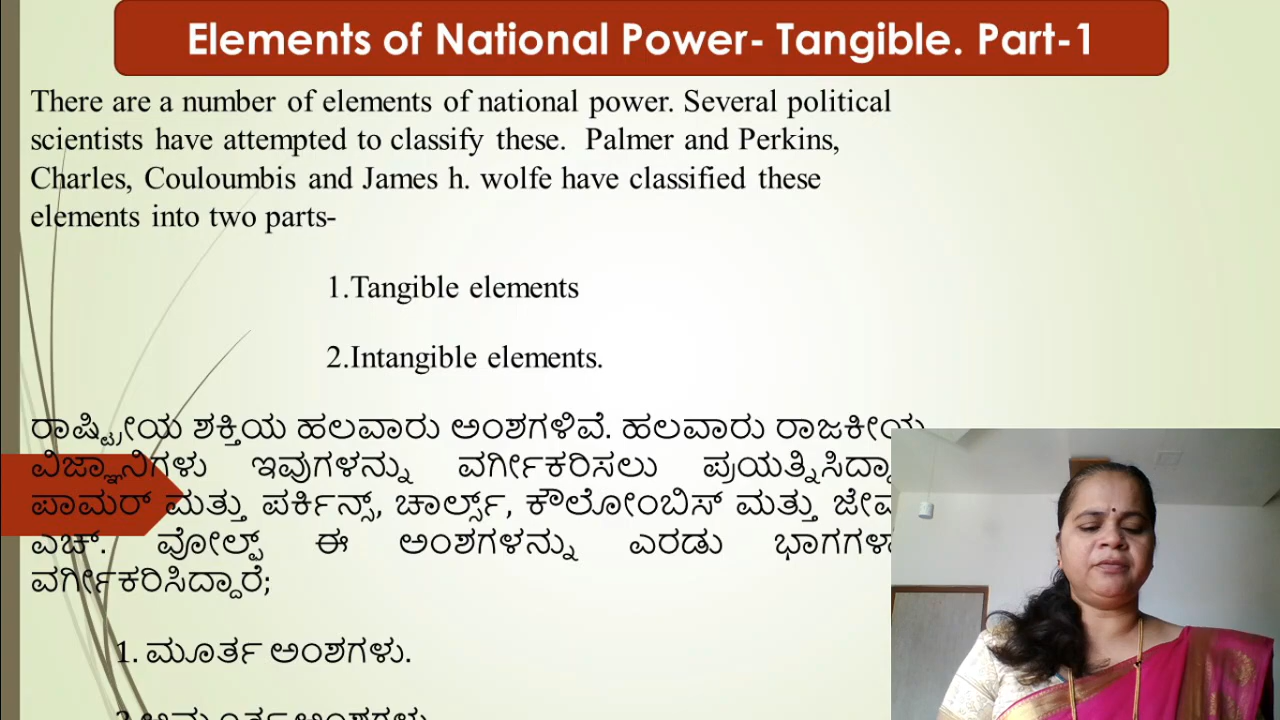 Elements of National Power- Tangible. Part-1
There are a number of elements of national power. Several political
scientists have attempted to classify these. Palmer and Perkins,
Charles, Couloumbis and James h. wolfe have classified these
elements into two parts-
1.Tangible elements
2.Intangible elements.
ರಾಷ್ಟ್ರೀಯ ಶಕ್ತಿಯ ಹಲವಾರು ಅಂಶಗಳಿವೆ. ಹಲವಾರು ರಾಜಕೀಯ
ವಿಜ್ಞಾನಿಗಳು ಇವುಗಳನ್ನು ವರ್ಗೀಕರಿಸಲು
ಪಾಮರ್ ಮತ್ತು ಪರ್ಕಿನ್ಸ್, ಚಾರ್ಲ್ಸ್, ಕೌಲೋಂಬಿಸ್ ಮತ್ತು
ಎಚ್. ವೋಲ್ಫ್ ಈ ಅಂಶಗಳನ್ನು ಎರಡು
ವರ್ಗೀಕರಿಸಿದ್ದಾರೆ;
1. ಮೂರ್ತ ಅಂಶಗಳು.